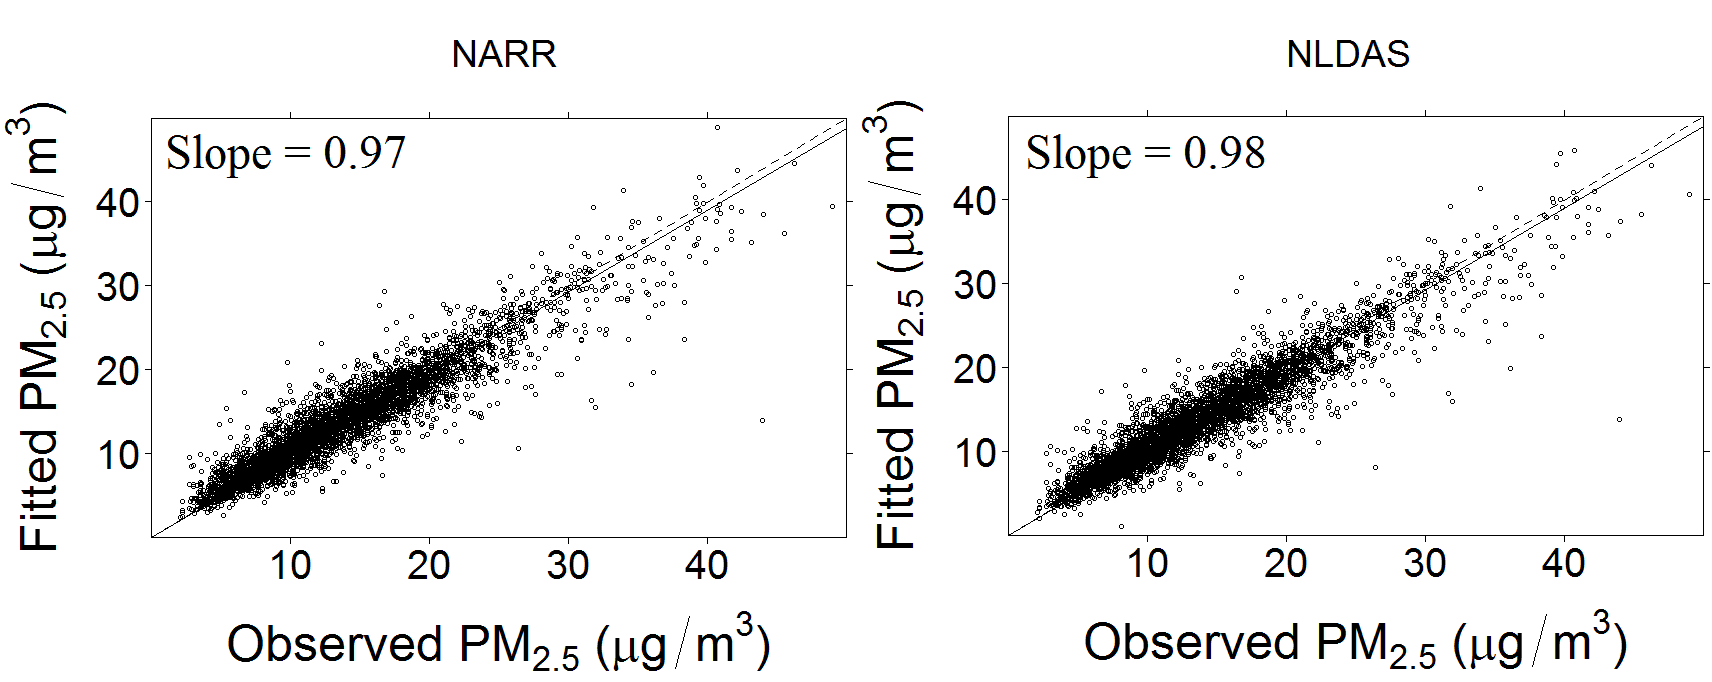 NARR
Slope = 0.97
Fitted PM2.5 (μg/m3)
40
30
20
10
10 20 30 40
Observed PM2.5 (μg/m3)
NLDAS
Slope = 0.98
Fitted PM2.5 (μg/m3)
40
30
20
10
10 20 30 40
Observed PM2.5 (μg/m3)